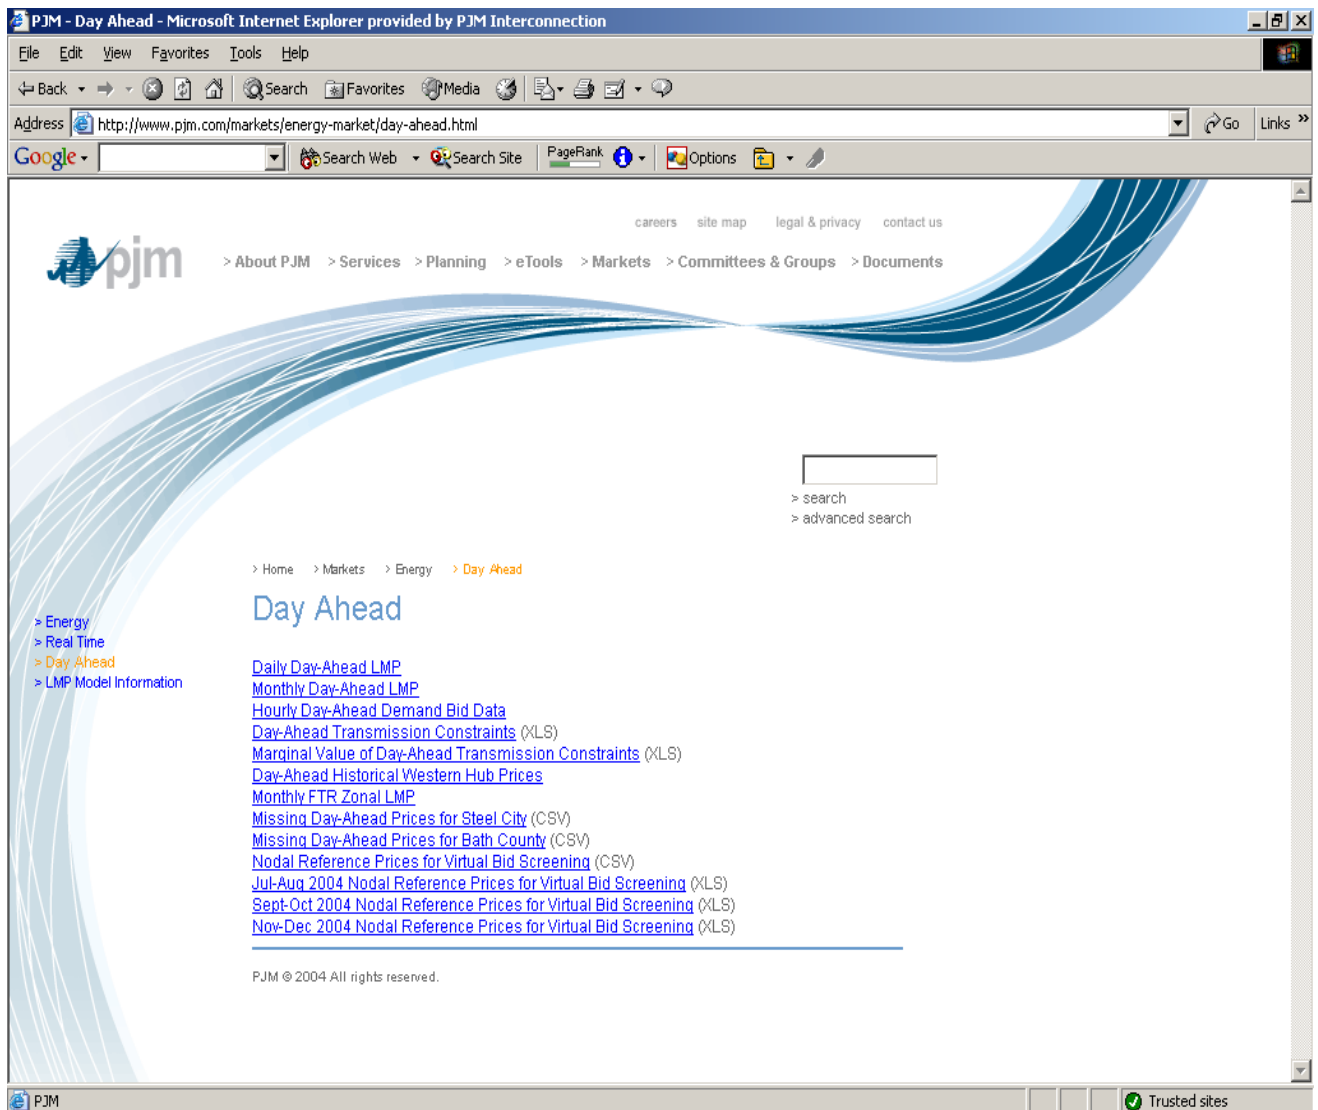 PJM - Day Ahead - Microsoft Internet Explorer provided by PJM Interconnection
File Edit View Favorites Tools Help
Back Search Favorites Media
Address http://www.pjm.com/markets/energy-market/day-ahead.html Go Links »
Google Search Web Search Site PageRank Options
careers site map legal & privacy contact us
pjm
> About PJM > Services > Planning > eTools > Markets > Committees & Groups > Documents
> search
> advanced search
> Home > Markets > Energy > Day Ahead
Day Ahead
> Energy
> Real Time
> Day Ahead
> LMP Model Information
Daily Day-Ahead LMP
Monthly Day-Ahead LMP
Hourly Day-Ahead Demand Bid Data
Day-Ahead Transmission Constraints (XLS)
Marginal Value of Day-Ahead Transmission Constraints (XLS)
Day-Ahead Historical Western Hub Prices
Monthly FTR Zonal LMP
Missing Day-Ahead Prices for Steel City (CSV)
Missing Day-Ahead Prices for Bath County (CSV)
Nodal Reference Prices for Virtual Bid Screening (CSV)
Jul-Aug 2004 Nodal Reference Prices for Virtual Bid Screening (XLS)
Sept-Oct 2004 Nodal Reference Prices for Virtual Bid Screening (XLS)
Nov-Dec 2004 Nodal Reference Prices for Virtual Bid Screening (XLS)
PJM © 2004 All rights reserved.
PJM Trusted sites